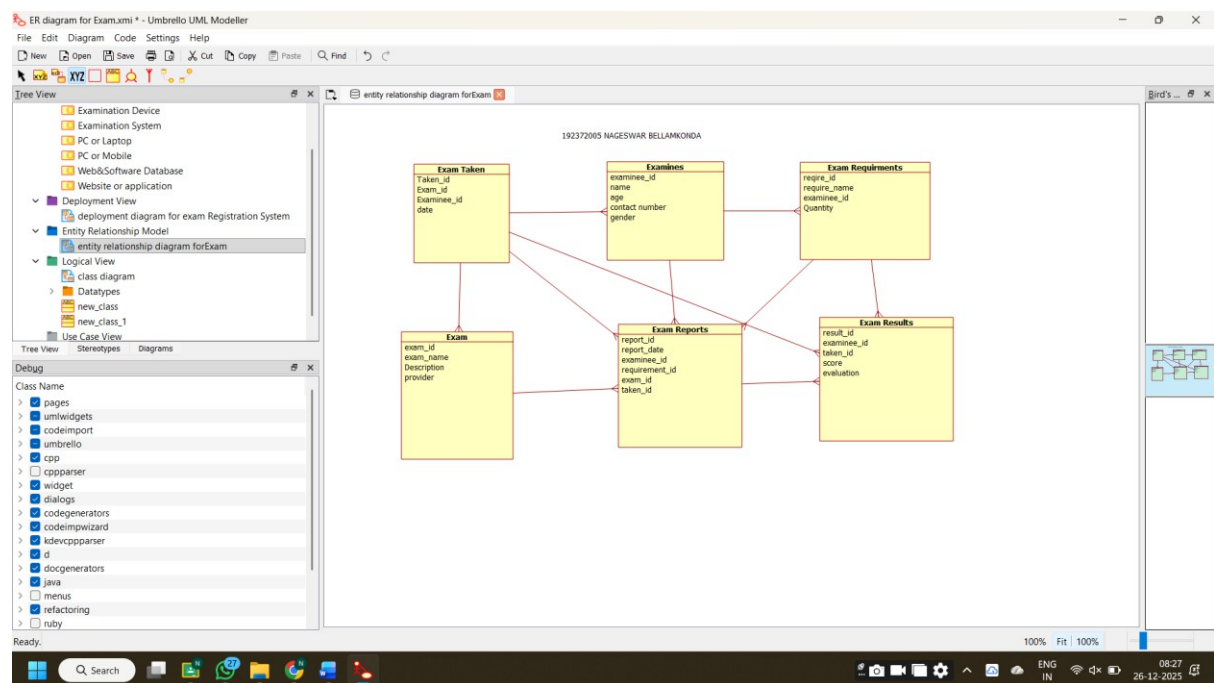 ER diagram for Exam.xmi * - Umbrello UML Modeller
File Edit Diagram Code Settings Help
New Open Save Cut Copy Paste Find
XYZ
Tree View
Examination Device
Examination System
PC or Laptop
PC or Mobile
Web&Software Database
Website or application
Deployment View
deployment diagram for exam Registration System
Entity Relationship Model
entity relationship diagram forExam
Logical View
class diagram
Datatypes
new_class
new_class_1
Use Case View
Tree View Stereotypes Diagrams
Debug
Class Name
pages
umlwidgets
codeimport
umbrello
cpp
cppparser
widget
dialogs
codegenerators
codeimpwizard
kdevcppparser
d
docgenerators
java
menus
refactoring
ruby
entity relationship diagram forExam
192372005 NAGESWAR BELLAMKONDA
Exam Taken
Taken_id
Exam_id
Examinee_id
date
Examines
examinee_id
name
age
contact number
gender
Exam Requirments
reqire_id
require_name
examinee_id
Quantity
Exam
exam_id
exam_name
Description
provider
Exam Reports
report_id
report_date
examinee_id
requirement_id
exam_id
taken_id
Exam Results
result_id
examinee_id
taken_id
score
evaluation
Bird's ...
Ready.
100% Fit 100%
Search
27
ENG
IN
08:27
26-12-2025